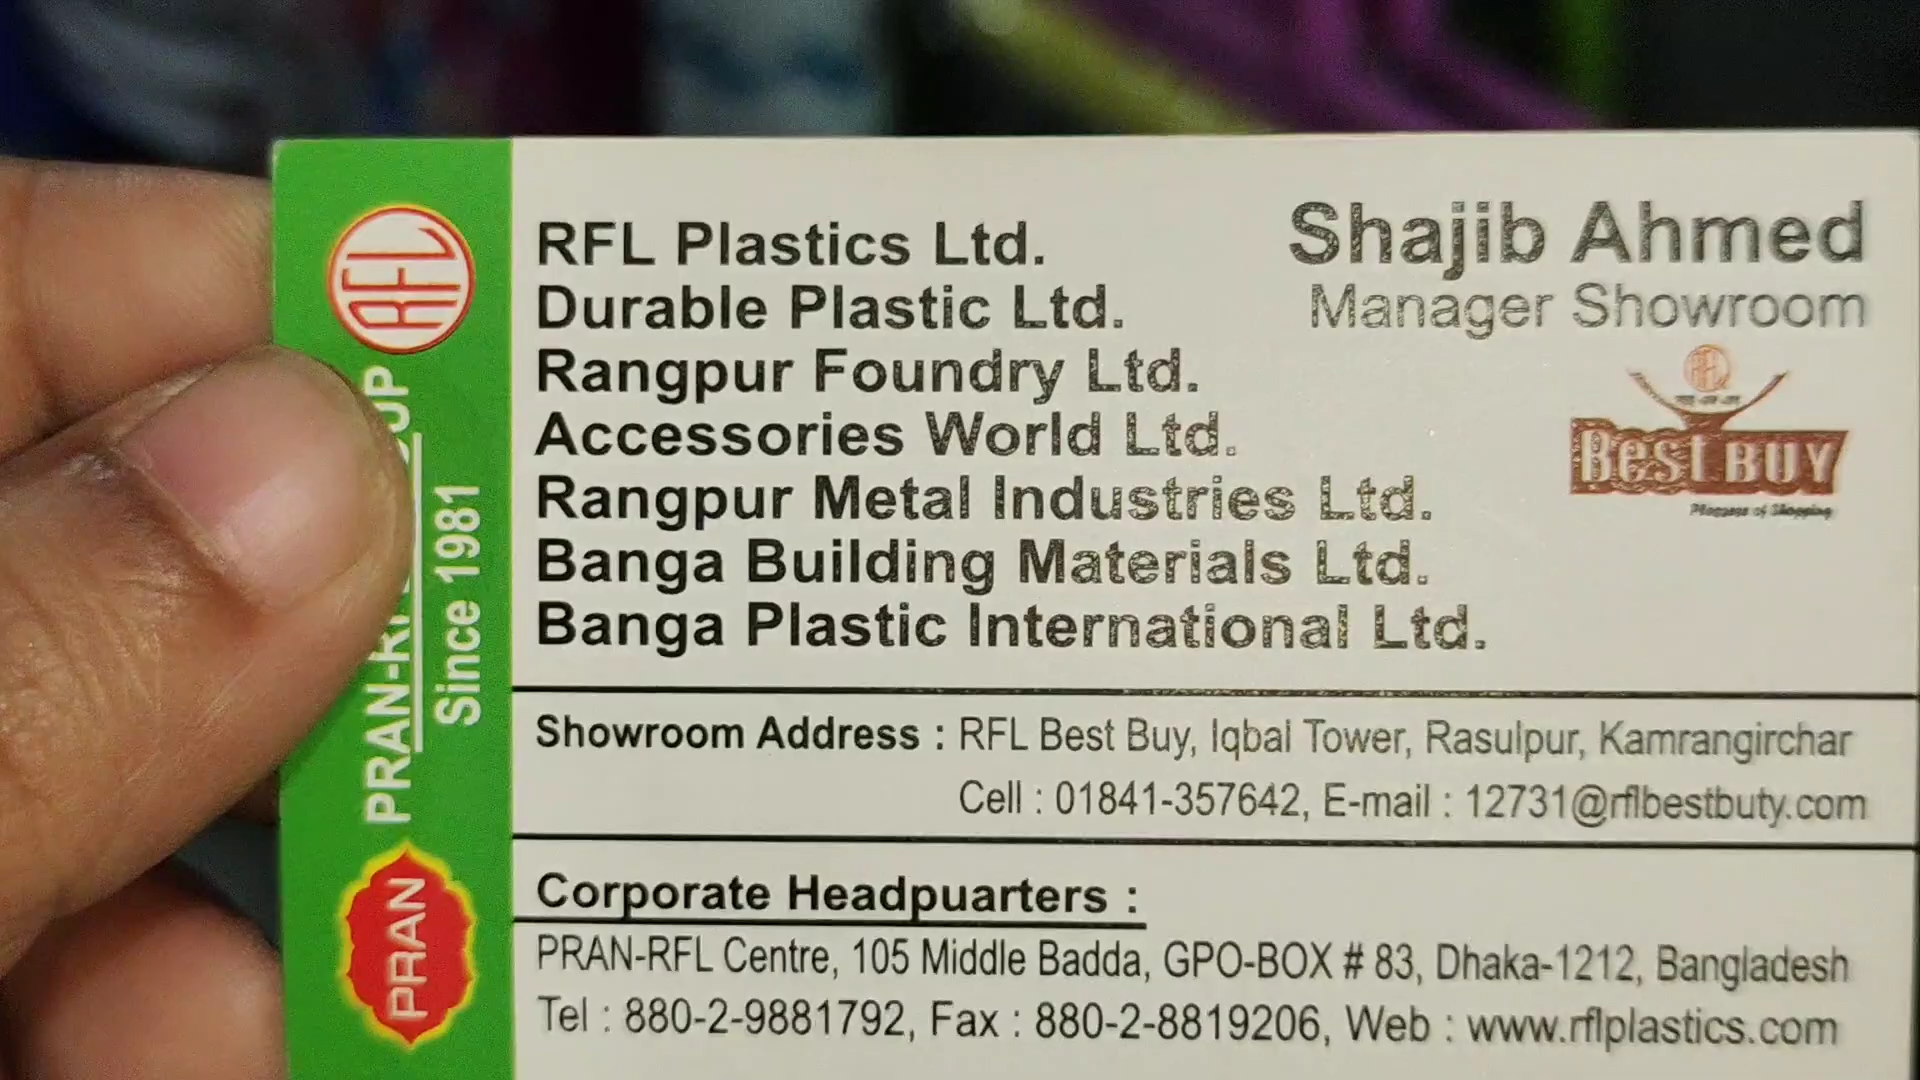 RFL
PRAN-R UP
Since 1981
PRAN
RFL Plastics Ltd.
Durable Plastic Ltd.
Rangpur Foundry Ltd.
Accessories World Ltd.
Rangpur Metal Industries Ltd.
Banga Building Materials Ltd.
Banga Plastic International Ltd.
Shajib Ahmed
Manager Showroom
RFL
Best BUY
of Shopping
Showroom Address : RFL Best Buy, Iqbal Tower, Rasulpur, Kamrangirchar
Cell : 01841-357642, E-mail : 12731@rflbestbuty.com
Corporate Headpuarters :
PRAN-RFL Centre, 105 Middle Badda, GPO-BOX # 83, Dhaka-1212, Bangladesh
Tel : 880-2-9881792, Fax : 880-2-8819206, Web : www.rflplastics.com